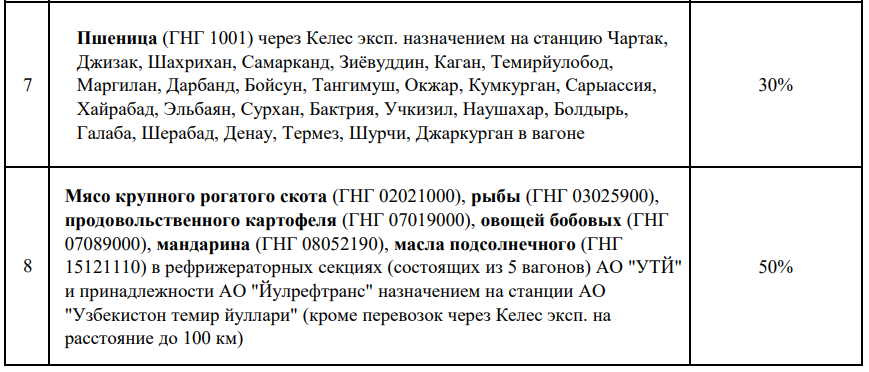 7
Пшеница (ГНГ 1001) через Келес эксп. назначением на станцию Чартак,
Джизак, Шахрихан, Самарканд, Зиёвуддин, Каган, Темирйулобод,
Маргилан, Дарбанд, Бойсун, Тангимуш, Окжар, Кумкурган, Сарыассия,
Хайрабад, Эльбаян, Сурхан, Бактрия, Учкизил, Наушахар, Болдырь,
Галаба, Шерабад, Денау, Термез, Шурчи, Джаркурган в вагоне
30%
8
Мясо крупного рогатого скота (ГНГ 02021000), рыбы (ГНГ 03025900),
продовольственного картофеля (ГНГ 07019000), овощей бобовых (ГНГ
07089000), мандарина (ГНГ 08052190), масла подсолнечного (ГНГ
15121110) в рефрижераторных секциях (состоящих из 5 вагонов) АО "УТЙ"
и принадлежности АО "Йулрефтранс" назначением на станции АО
"Узбекистон темир йуллари" (кроме перевозок через Келес эксп. на
расстояние до 100 км)
50%